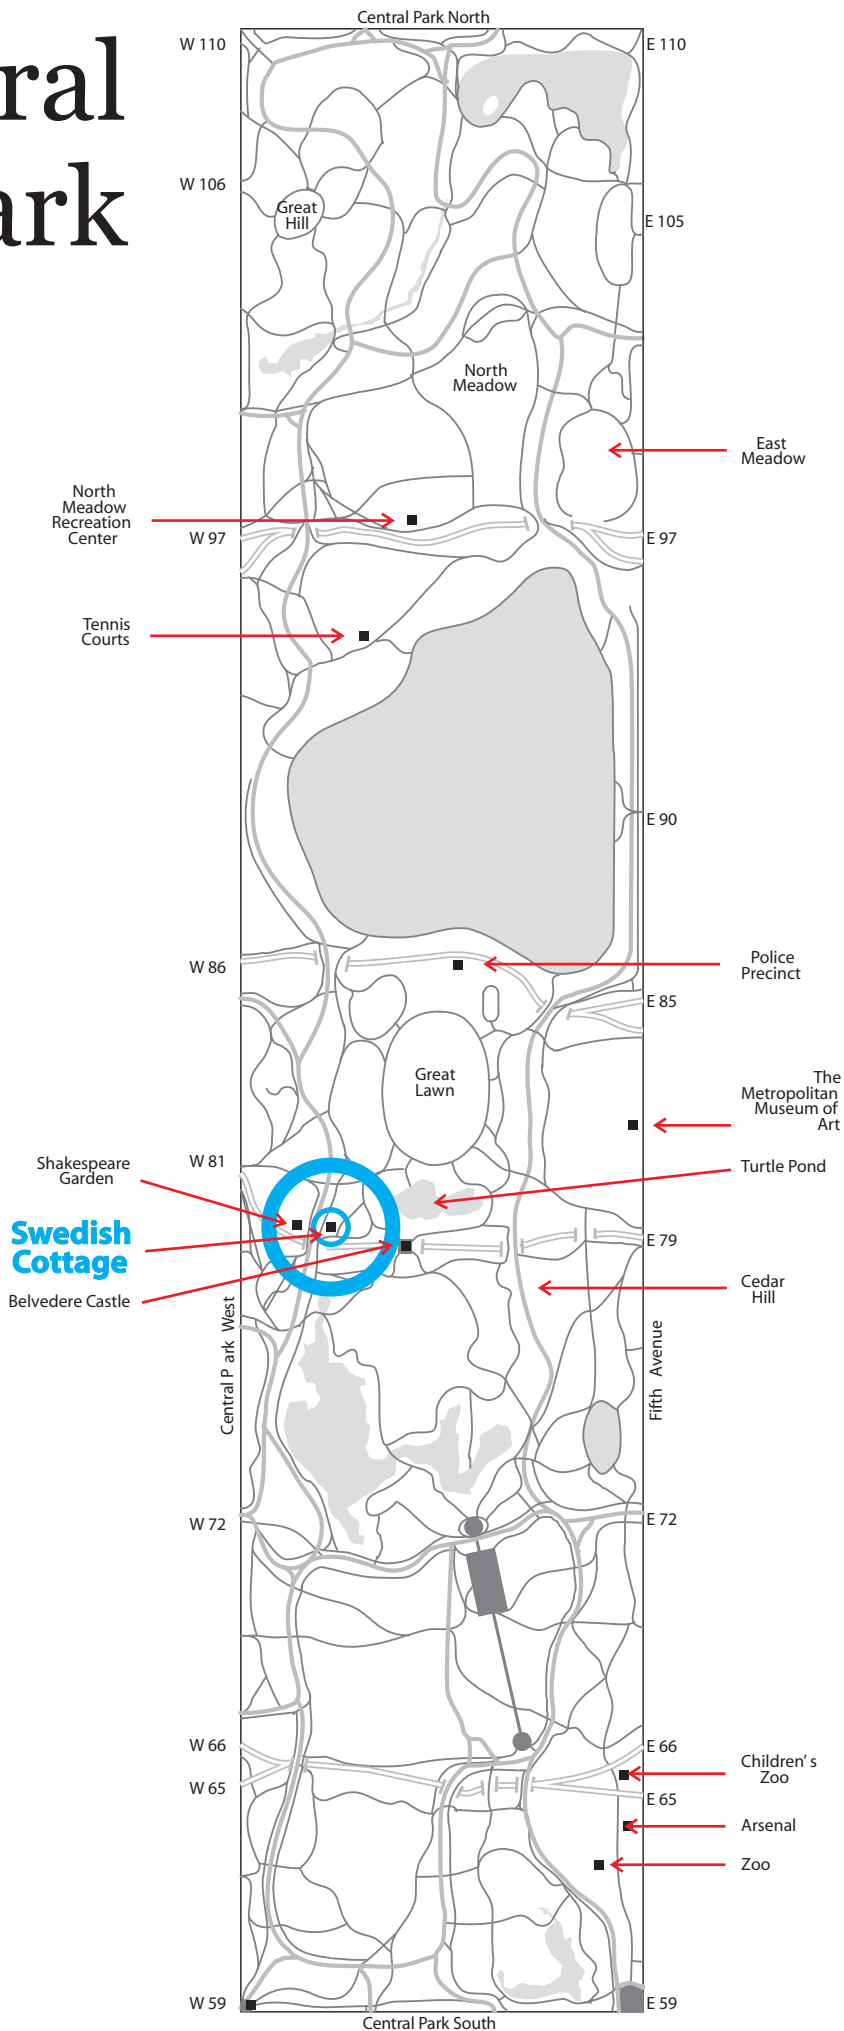 ral
ark
Central Park North
W 110
E 110
W 106
Great
Hill
E 105
North
Meadow
East
Meadow
North
Meadow
Recreation
Center
W 97
E 97
Tennis
Courts
E 90
W 86
Police
Precinct
E 85
Great
Lawn
The
Metropolitan
Museum of
Art
W 81
Shakespeare
Garden
Turtle Pond
Swedish
Cottage
E 79
Belvedere Castle
Cedar
Hill
Central P ark West
Fifth Avenue
W 72
E 72
W 66
E 66
Children' s
Zoo
W 65
E 65
Arsenal
Zoo
W 59
E 59
Central Park South